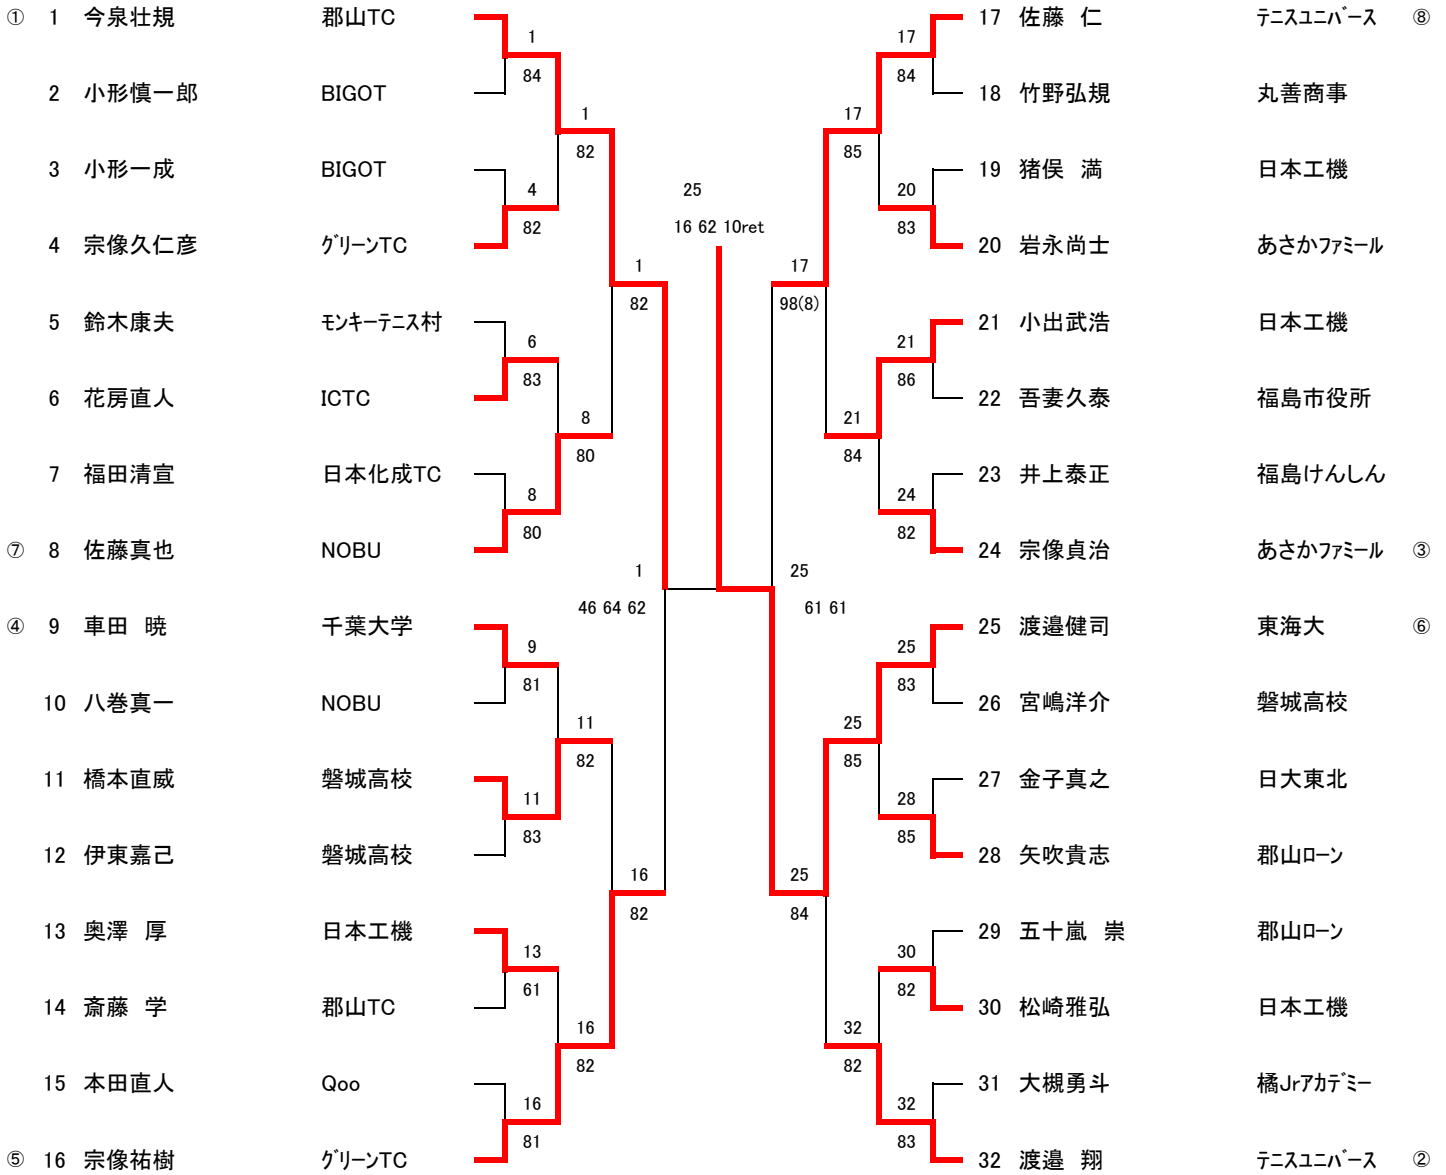 ① 1 今泉壮規 郡山TC
2 小形慎一郎 BIGOT
3 小形一成 BIGOT
4 宗像久仁彦 グリーンTC
5 鈴木康夫 モンキーテニス村
6 花房直人 ICTC
7 福田清宣 日本化成TC
⑦ 8 佐藤真也 NOBU
④ 9 車田 暁 千葉大学
10 八巻真一 NOBU
11 橋本直威 磐城高校
12 伊東嘉己 磐城高校
13 奥澤 厚 日本工機
14 斎藤 学 郡山TC
15 本田直人 Qoo
⑤ 16 宗像祐樹 グリーンTC
1
84
4
82
6
83
8
80
9
81
11
83
13
61
16
81
1
82
8
80
11
82
16
82
1
82
16
82
1
46 64 62
25
16 62 10ret
25
61 61
17
98(8)
25
84
17
85
21
84
25
85
32
82
17
84
20
83
21
86
24
82
25
83
28
85
30
82
32
83
17 佐藤 仁 テニスユニバース ⑧
18 竹野弘規 丸善商事
19 猪俣 満 日本工機
20 岩永尚士 あさかファミール
21 小出武浩 日本工機
22 吾妻久泰 福島市役所
23 井上泰正 福島けんしん
24 宗像貞治 あさかファミール ③
25 渡邉健司 東海大 ⑥
26 宮嶋洋介 磐城高校
27 金子真之 日大東北
28 矢吹貴志 郡山ローン
29 五十嵐 崇 郡山ローン
30 松崎雅弘 日本工機
31 大槻勇斗 橘Jrアカデミー
32 渡邉 翔 テニスユニバース ②